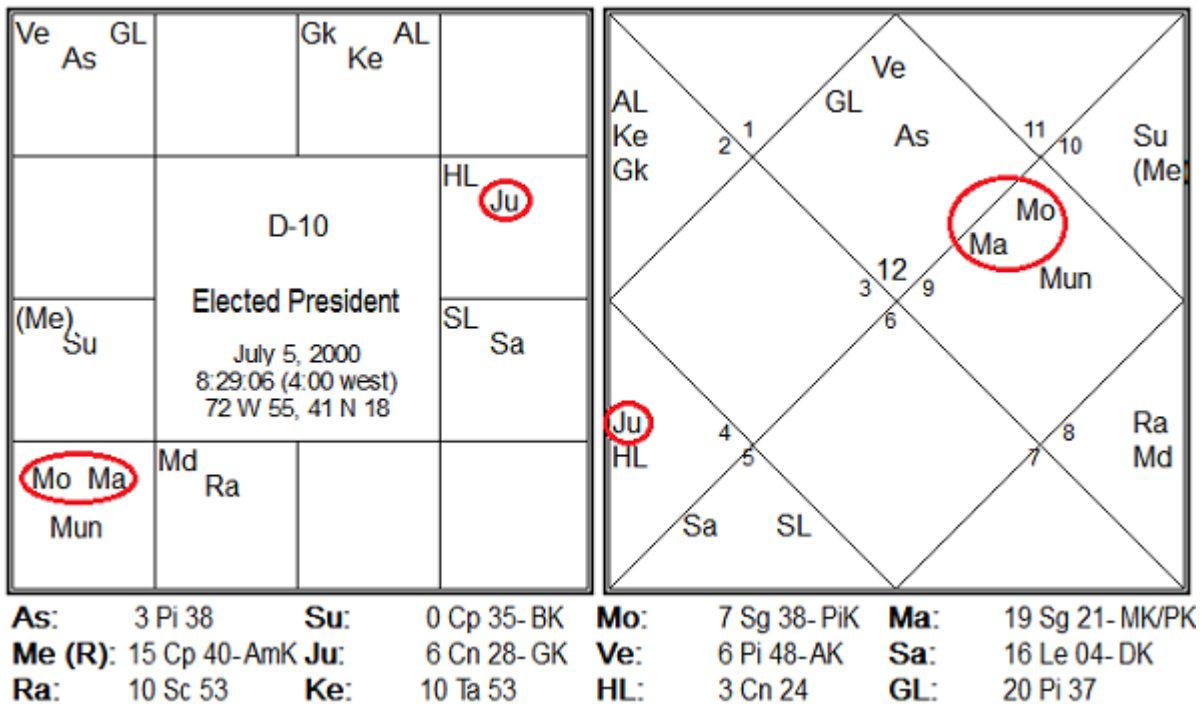 Ve GL
As
Gk AL
Ke
HL
Ju
D-10
Elected President
July 5, 2000
8:29:06 (4:00 west)
72 W 55, 41 N 18
(Me)
Su
SL
Sa
Mo Ma
Mun
Md
Ra
Ve
GL
As
AL
Ke
Gk
2 1
11 10
Su
(Me)
Mo
Ma
Mun
12
3 9
6
Ju
HL
4
5
8
7
Ra
Md
Sa SL
As: 3 Pi 38 Su: 0 Cp 35-BK Mo: 7 Sg 38-PiK Ma: 19 Sg 21-MK/PK
Me (R): 15 Cp 40-AmK Ju: 6 Cn 28-GK Ve: 6 Pi 48-AK Sa: 16 Le 04-DK
Ra: 10 Sc 53 Ke: 10 Ta 53 HL: 3 Cn 24 GL: 20 Pi 37